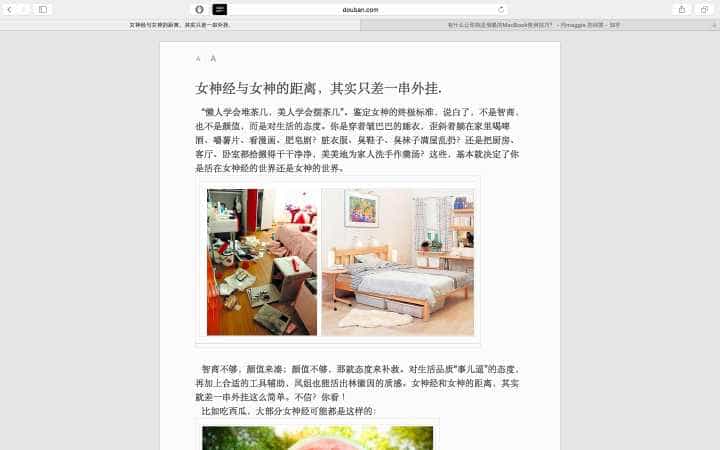 douban.com
女神经与女神的距离，其实只差一串外挂.
有什么让你相见恨晚的MacBook使用技巧？ - 知乎
A A
女神经与女神的距离，其实只差一串外挂.
“懒人学会堆茶几，美人学会摆茶几”。鉴定女神的终极标准，说白了，不是智商，
也不是颜值，而是对生活的态度。你是穿着皱巴巴的睡衣，歪斜着躺在家里喝啤
酒、嚼薯片、看漫画、肥皂剧？脏衣服、臭鞋子、臭袜子满屋乱扔？还是把厨房、
客厅、卧室都拾掇得干干净净，美美地为家人洗手作羹汤？这些，基本就决定了你
是活在女神经的世界还是女神的世界。
智商不够，颜值来凑；颜值不够，那就态度来补救。对生活品质“事儿逼”的态度，
再加上合适的工具辅助，凤姐也能活出林徽因的质感。女神经和女神的距离，其实
就差一串外挂这么简单。不信？你看！
比如吃西瓜，大部分女神经可能都是这样的：